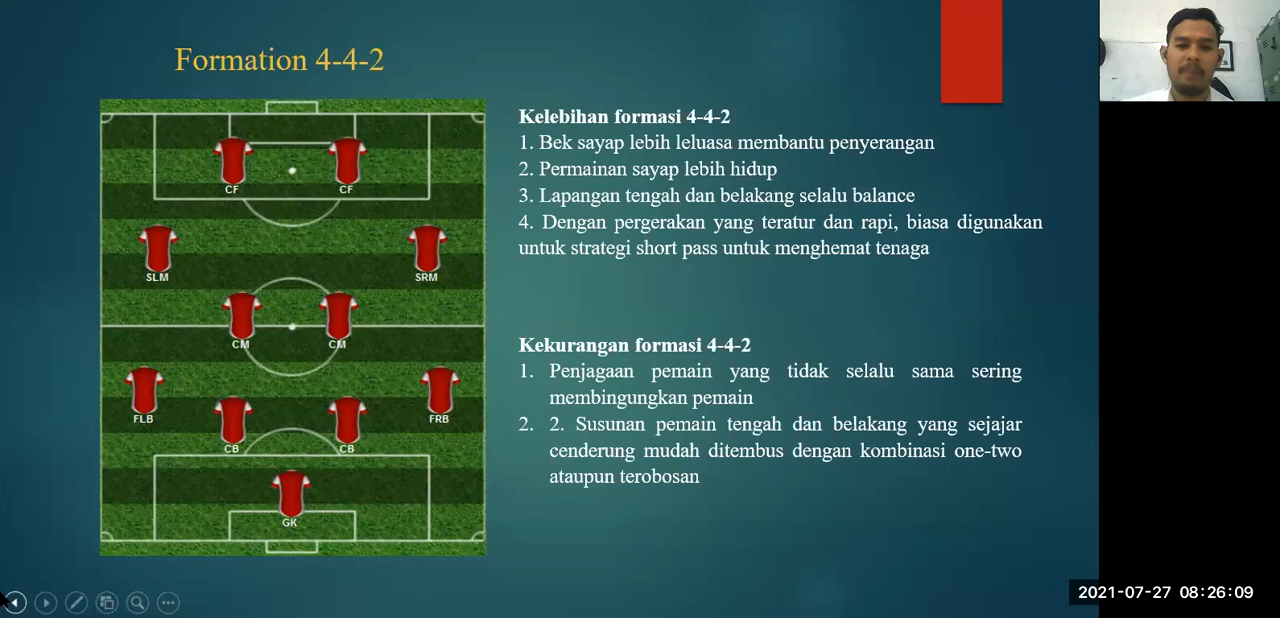 Formation 4-4-2
CF CF
SLM SRM
CM CM
FLB FRB
CB CB
GK
Kelebihan formasi 4-4-2
1. Bek sayap lebih leluasa membantu penyerangan
2. Permainan sayap lebih hidup
3. Lapangan tengah dan belakang selalu balance
4. Dengan pergerakan yang teratur dan rapi, biasa digunakan
untuk strategi short pass untuk menghemat tenaga
Kekurangan formasi 4-4-2
1. Penjagaan pemain yang tidak selalu sama sering
membingungkan pemain
2. 2. Susunan pemain tengah dan belakang yang sejajar
cenderung mudah ditembus dengan kombinasi one-two
ataupun terobosan
2021-07-27 08:26:09